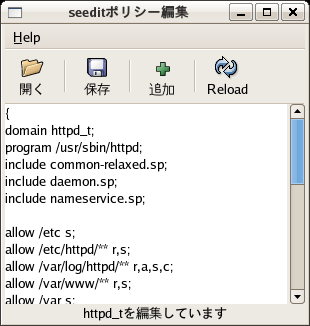 seeditポリシー編集
Help
開く 保存 追加 Reload
{
domain httpd_t;
program /usr/sbin/httpd;
include common-relaxed.sp;
include daemon.sp;
include nameservice.sp;
allow /etc s;
allow /etc/httpd/** r,s;
allow /var/log/httpd/** r,a,s,c;
allow /var/www/** r,s;
allow /var s;
httpd_tを編集しています